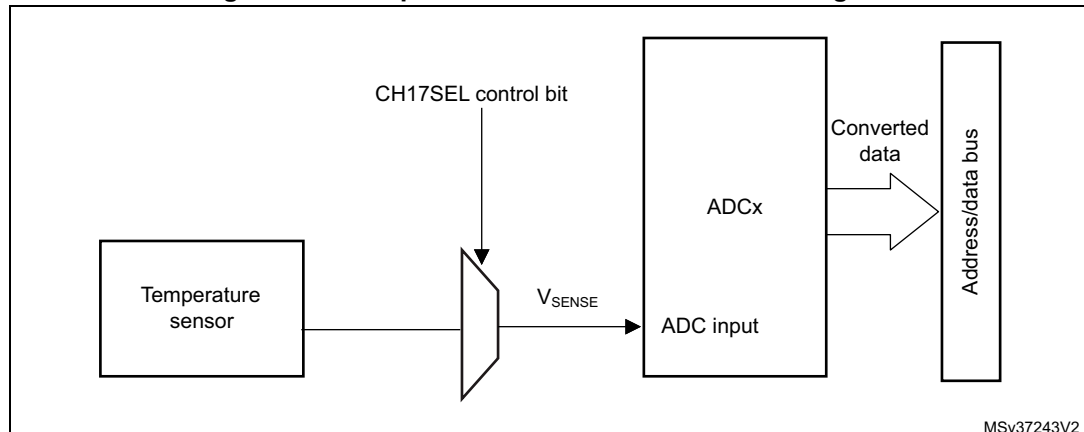 CH17SEL control bit
Converted
data
Address/data bus
ADCx
Temperature
sensor
VSENSE
ADC input
MSv37243V2